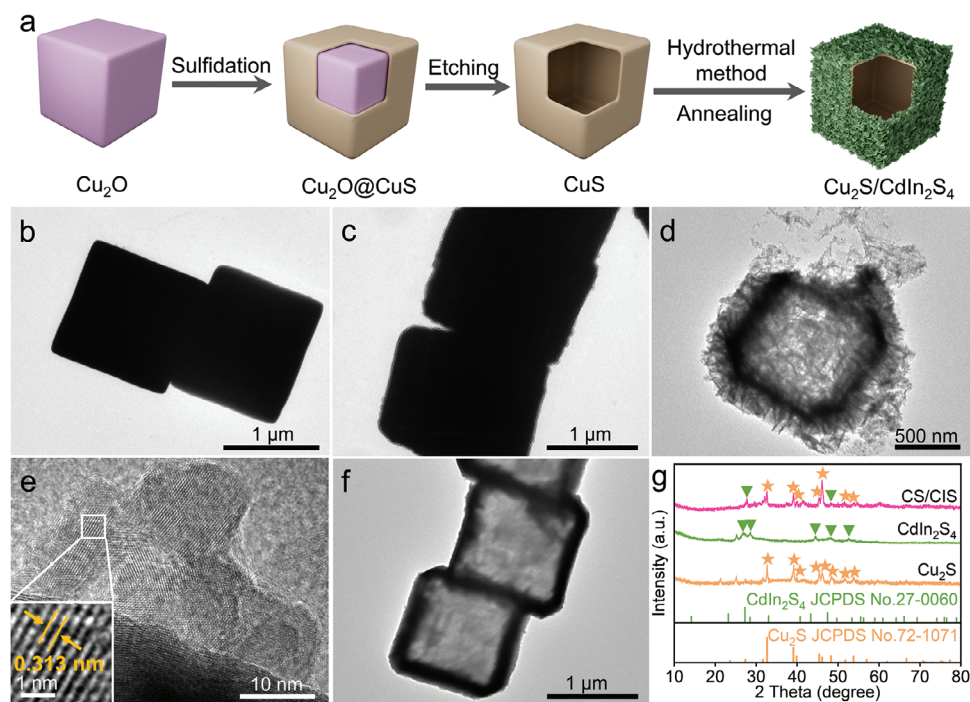 a
Sulfidation
Etching
Hydrothermal
method
Annealing
Cu₂O
Cu₂O@CuS
CuS
Cu₂S/CdIn₂S₄
b
1 μm
c
1 μm
d
500 nm
e
0.313 nm
1 nm
10 nm
f
1 μm
g
CS/CIS
CdIn₂S₄
Cu₂S
CdIn₂S₄ JCPDS No.27-0060
Cu₂S JCPDS No.72-1071
Intensity (a.u.)
10 20 30 40 50 60 70 80
2 Theta (degree)